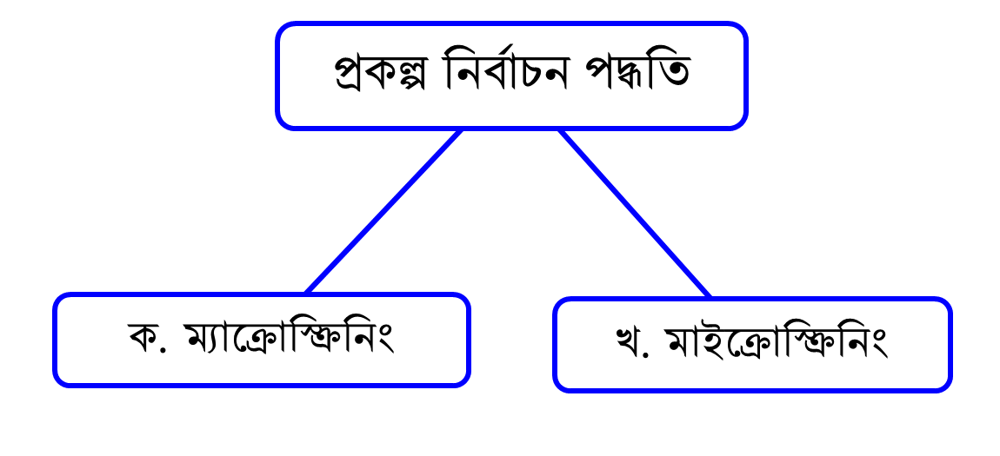 প্রকল্প নির্বাচন পদ্ধতি
ক. ম্যাক্রোস্ক্রিনিং
খ. মাইক্রোস্ক্রিনিং